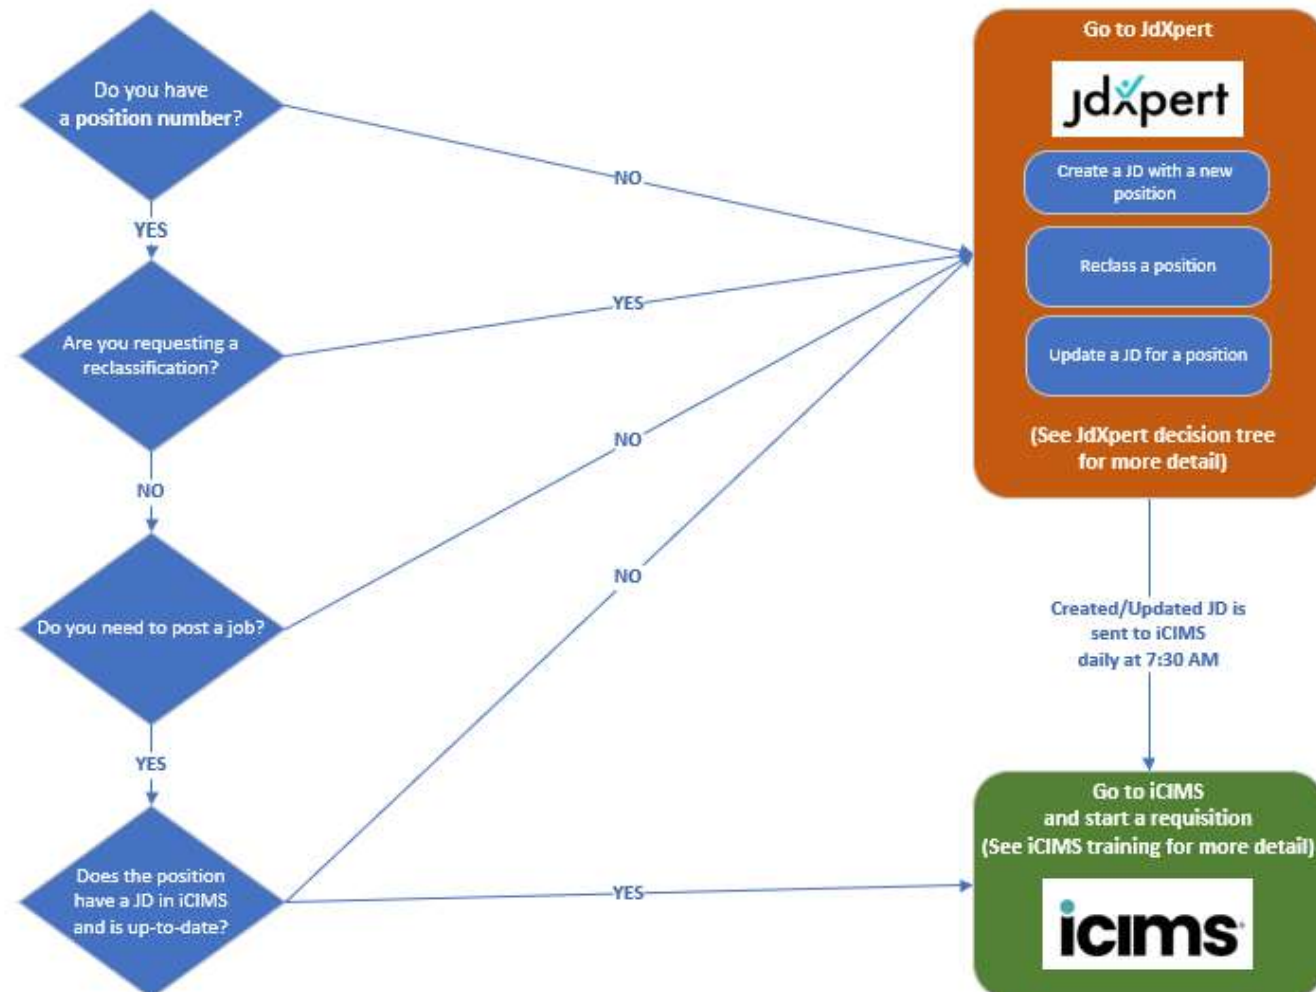 Do you have
a position number?
NO
YES
Are you requesting a
reclassification?
YES
NO
Do you need to post a job?
NO
YES
Does the position
have a JD in iCIMS
and is up-to-date?
NO
YES
Go to JdXpert
jdxpert
Create a JD with a new
position
Reclass a position
Update a JD for a position
(See JdXpert decision tree
for more detail)
Created/Updated JD is
sent to iCIMS
daily at 7:30 AM
Go to iCIMS
and start a requisition
(See iCIMS training for more detail)
icims